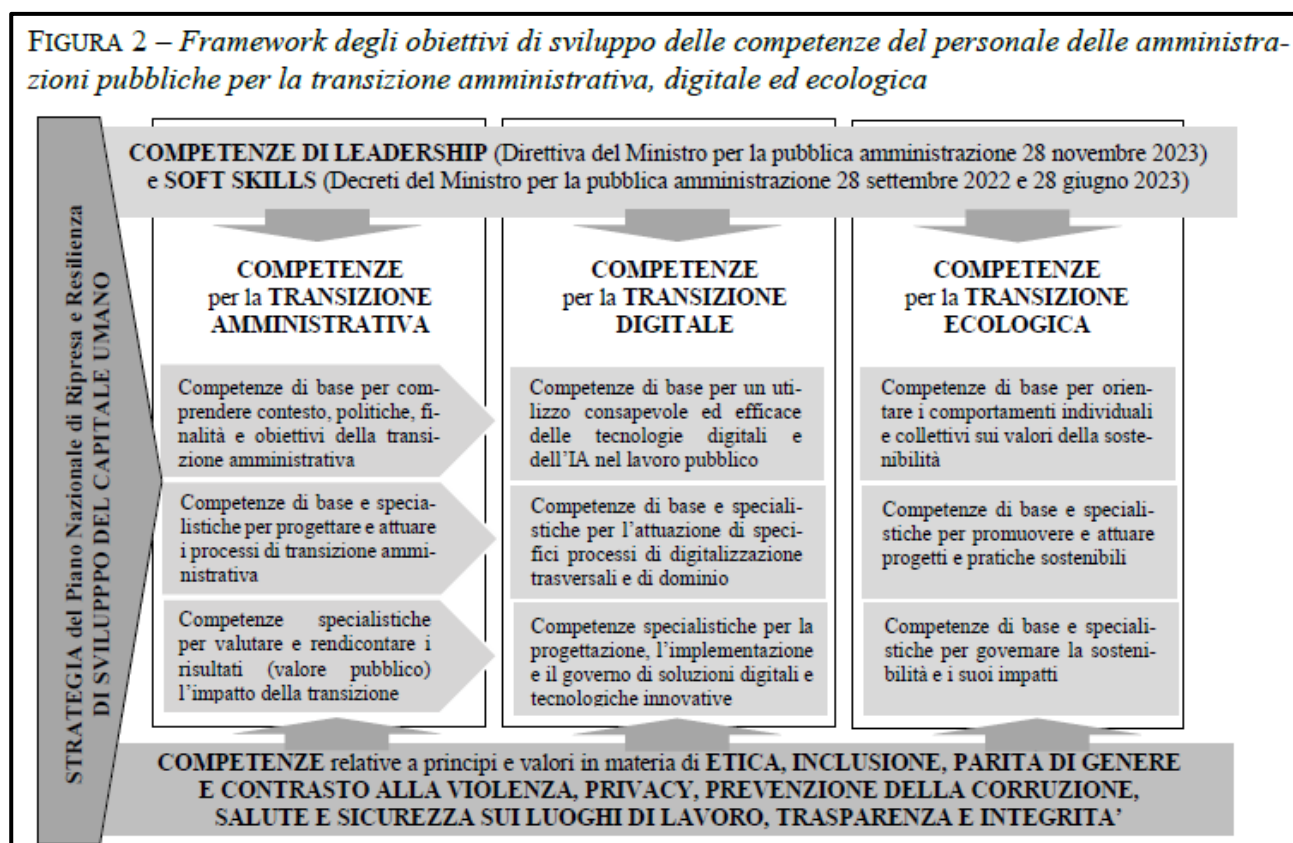 FIGURA 2 – Framework degli obiettivi di sviluppo delle competenze del personale delle amministra-
zioni pubbliche per la transizione amministrativa, digitale ed ecologica
STRATEGIA del Piano Nazionale di Ripresa e Resilienza
DI SVILUPPO DEL CAPITALE UMANO
COMPETENZE DI LEADERSHIP (Direttiva del Ministro per la pubblica amministrazione 28 novembre 2023)
e SOFT SKILLS (Decreti del Ministro per la pubblica amministrazione 28 settembre 2022 e 28 giugno 2023)
COMPETENZE
per la TRANSIZIONE
AMMINISTRATIVA
Competenze di base per com-
prendere contesto, politiche, fi-
nalità e obiettivi della transi-
zione amministrativa
Competenze di base e specia-
listiche per progettare e attuare
i processi di transizione ammi-
nistrativa
Competenze specialistiche
per valutare e rendicontare i
risultati (valore pubblico)
l’impatto della transizione
COMPETENZE
per la TRANSIZIONE
DIGITALE
Competenze di base per un uti-
lizzo consapevole ed efficace
delle tecnologie digitali e
dell’IA nel lavoro pubblico
Competenze di base e special-
istiche per l’attuazione di speci-
fici processi di digitalizzazione
trasversali e di dominio
Competenze specialistiche per la
progettazione, l’implementazione
e il governo di soluzioni digitali e
tecnologiche innovative
COMPETENZE
per la TRANSIZIONE
ECOLOGICA
Competenze di base per orien-
tare i comportamenti individuali
e collettivi sui valori della soste-
nibilità
Competenze di base e speciali-
stiche per promuovere e attuare
progetti e pratiche sostenibili
Competenze di base e speciali-
stiche per governare la sosteni-
bilità e i suoi impatti
COMPETENZE relative a principi e valori in materia di ETICA, INCLUSIONE, PARITA DI GENERE
E CONTRASTO ALLA VIOLENZA, PRIVACY, PREVENZIONE DELLA CORRUZIONE,
SALUTE E SICUREZZA SUI LUOGHI DI LAVORO, TRASPARENZA E INTEGRITA’